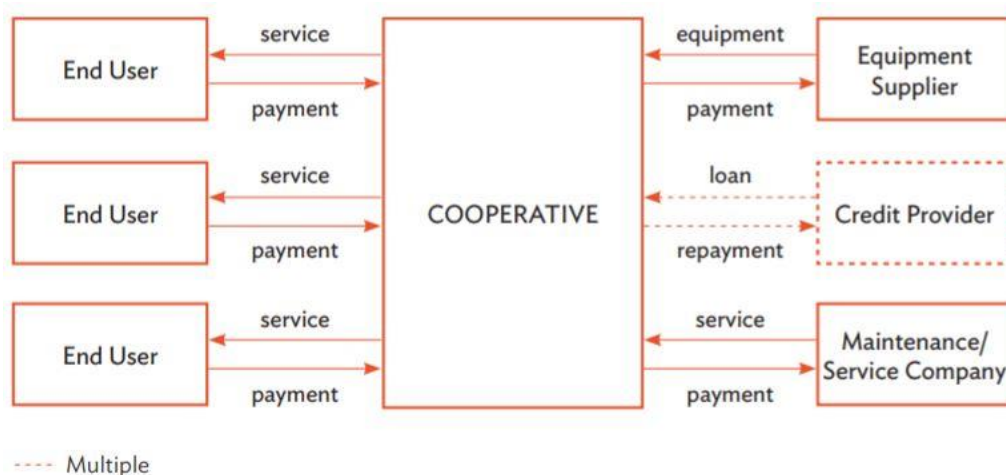 service
equipment
End User
Equipment
Supplier
payment
payment
service
loan
End User
COOPERATIVE
Credit Provider
payment
repayment
service
service
End User
Maintenance/
Service Company
payment
payment
---- Multiple